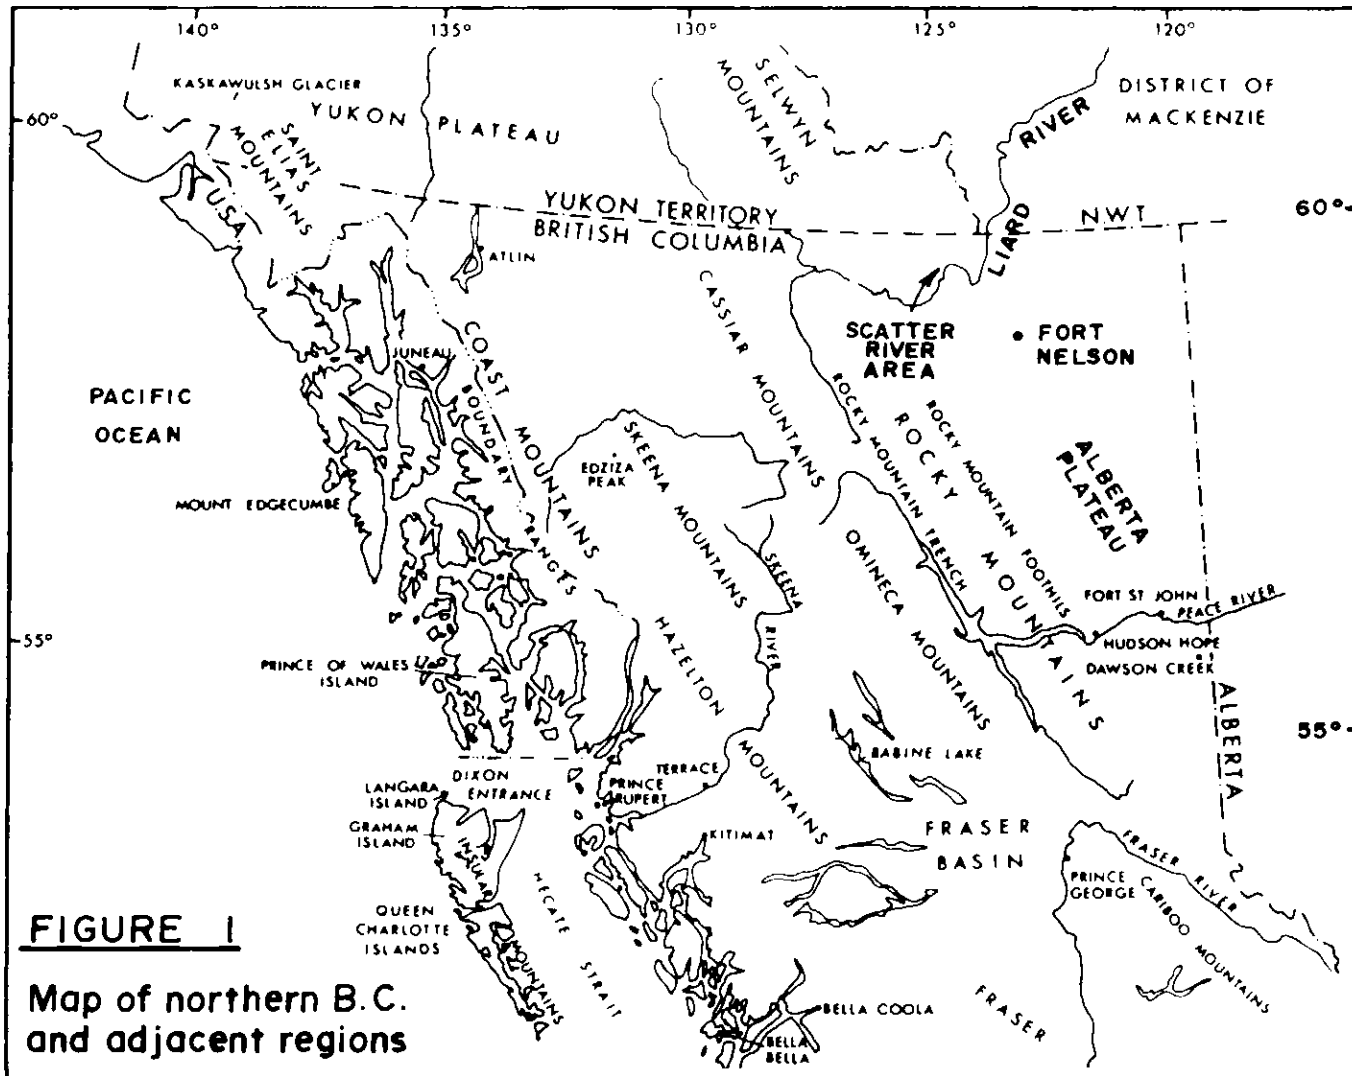 140°
135°
130°
125°
120°
KASKAWULSH GLACIER
YUKON PLATEAU
SELWYN
MOUNTAINS
DISTRICT OF
MACKENZIE
60°
SAINT
ELIAS
MOUNTAINS
U.S.A.
LIARD RIVER
YUKON TERRITORY
BRITISH COLUMBIA
N.W.T
60°
ATLIN
CASSIAR MOUNTAINS
SCATTER
RIVER
AREA
FORT
NELSON
JUNEAU
COAST MOUNTAINS
BOUNDARY RANGES
PACIFIC
OCEAN
EDZIZA
PEAK
SKEENA MOUNTAINS
ROCKY MOUNTAIN TRENCH
ROCKY MOUNTAINS
ROCKY MOUNTAIN FOOTHILS
ALBERTA
PLATEAU
MOUNT EDGECUMBE
SKEENA RIVER
OMINECA MOUNTAINS
FORT ST JOHN
PEACE RIVER
HUDSON HOPE
DAWSON CREEK
55°
PRINCE OF WALES
ISLAND
HAZELTON MOUNTAINS
ALBERTA
55°
BABINE LAKE
DIXON
ENTRANCE
TERRACE
PRINCE
RUPERT
LANGARA
ISLAND
GRAHAM
ISLAND
KITIMAT
FRASER
BASIN
FRASER RIVER
PRINCE
GEORGE
CARIBOO MOUNTAINS
INSULAR MOUNTAINS
HECATE STRAIT
QUEEN
CHARLOTTE
ISLANDS
FRASER
BELLA COOLA
BELLA
BELLA
FIGURE 1
Map of northern B.C.
and adjacent regions